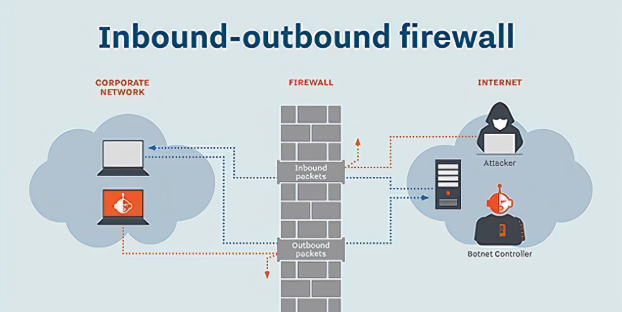 Inbound-outbound firewall
CORPORATE
NETWORK
FIREWALL
INTERNET
Inbound
packets
Attacker
Outbound
packets
Botnet Controller